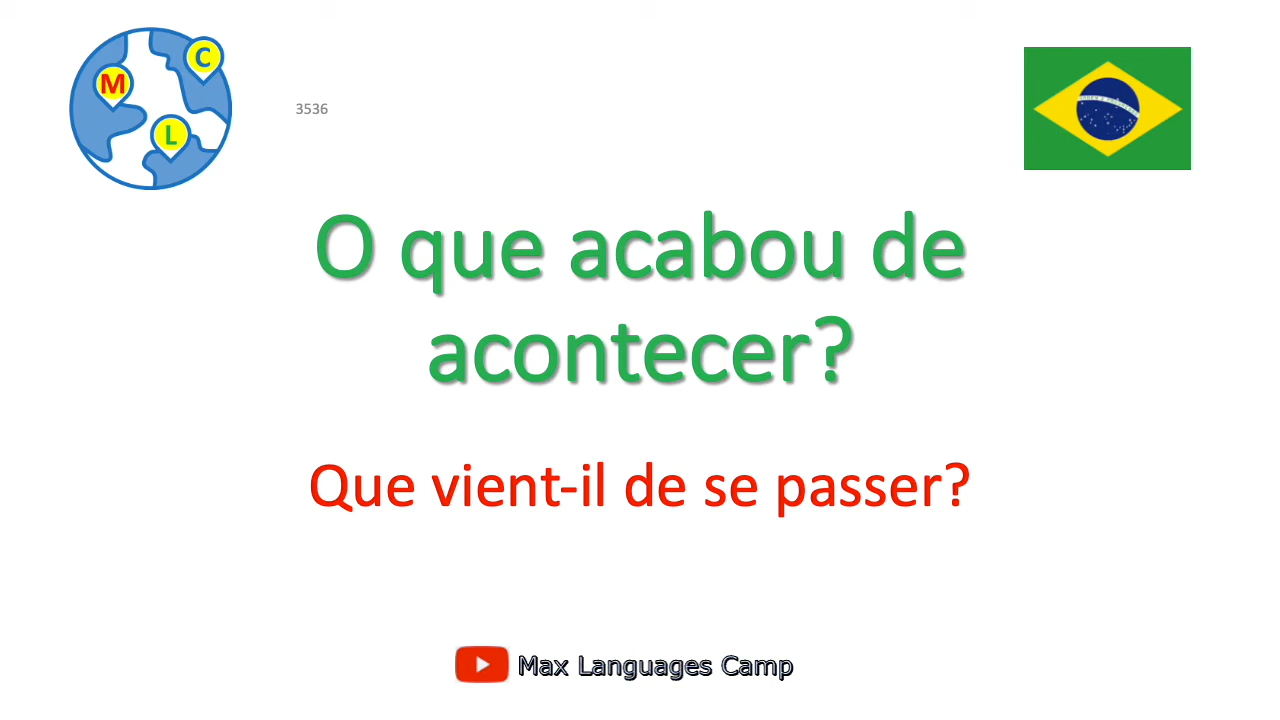 M
C
L
3536
O que acabou de
acontecer?
Que vient-il de se passer?
Max Languages Camp